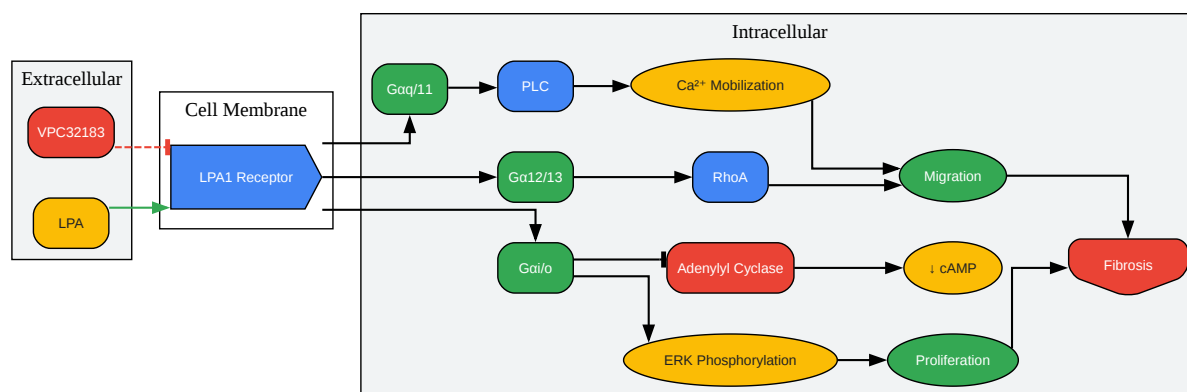 Extracellular
VPC32183
LPA
Cell Membrane
LPA1 Receptor
Intracellular
Gαq/11
PLC
Ca²⁺ Mobilization
Gα12/13
RhoA
Migration
Gαi/o
Adenylyl Cyclase
↓ cAMP
Fibrosis
ERK Phosphorylation
Proliferation